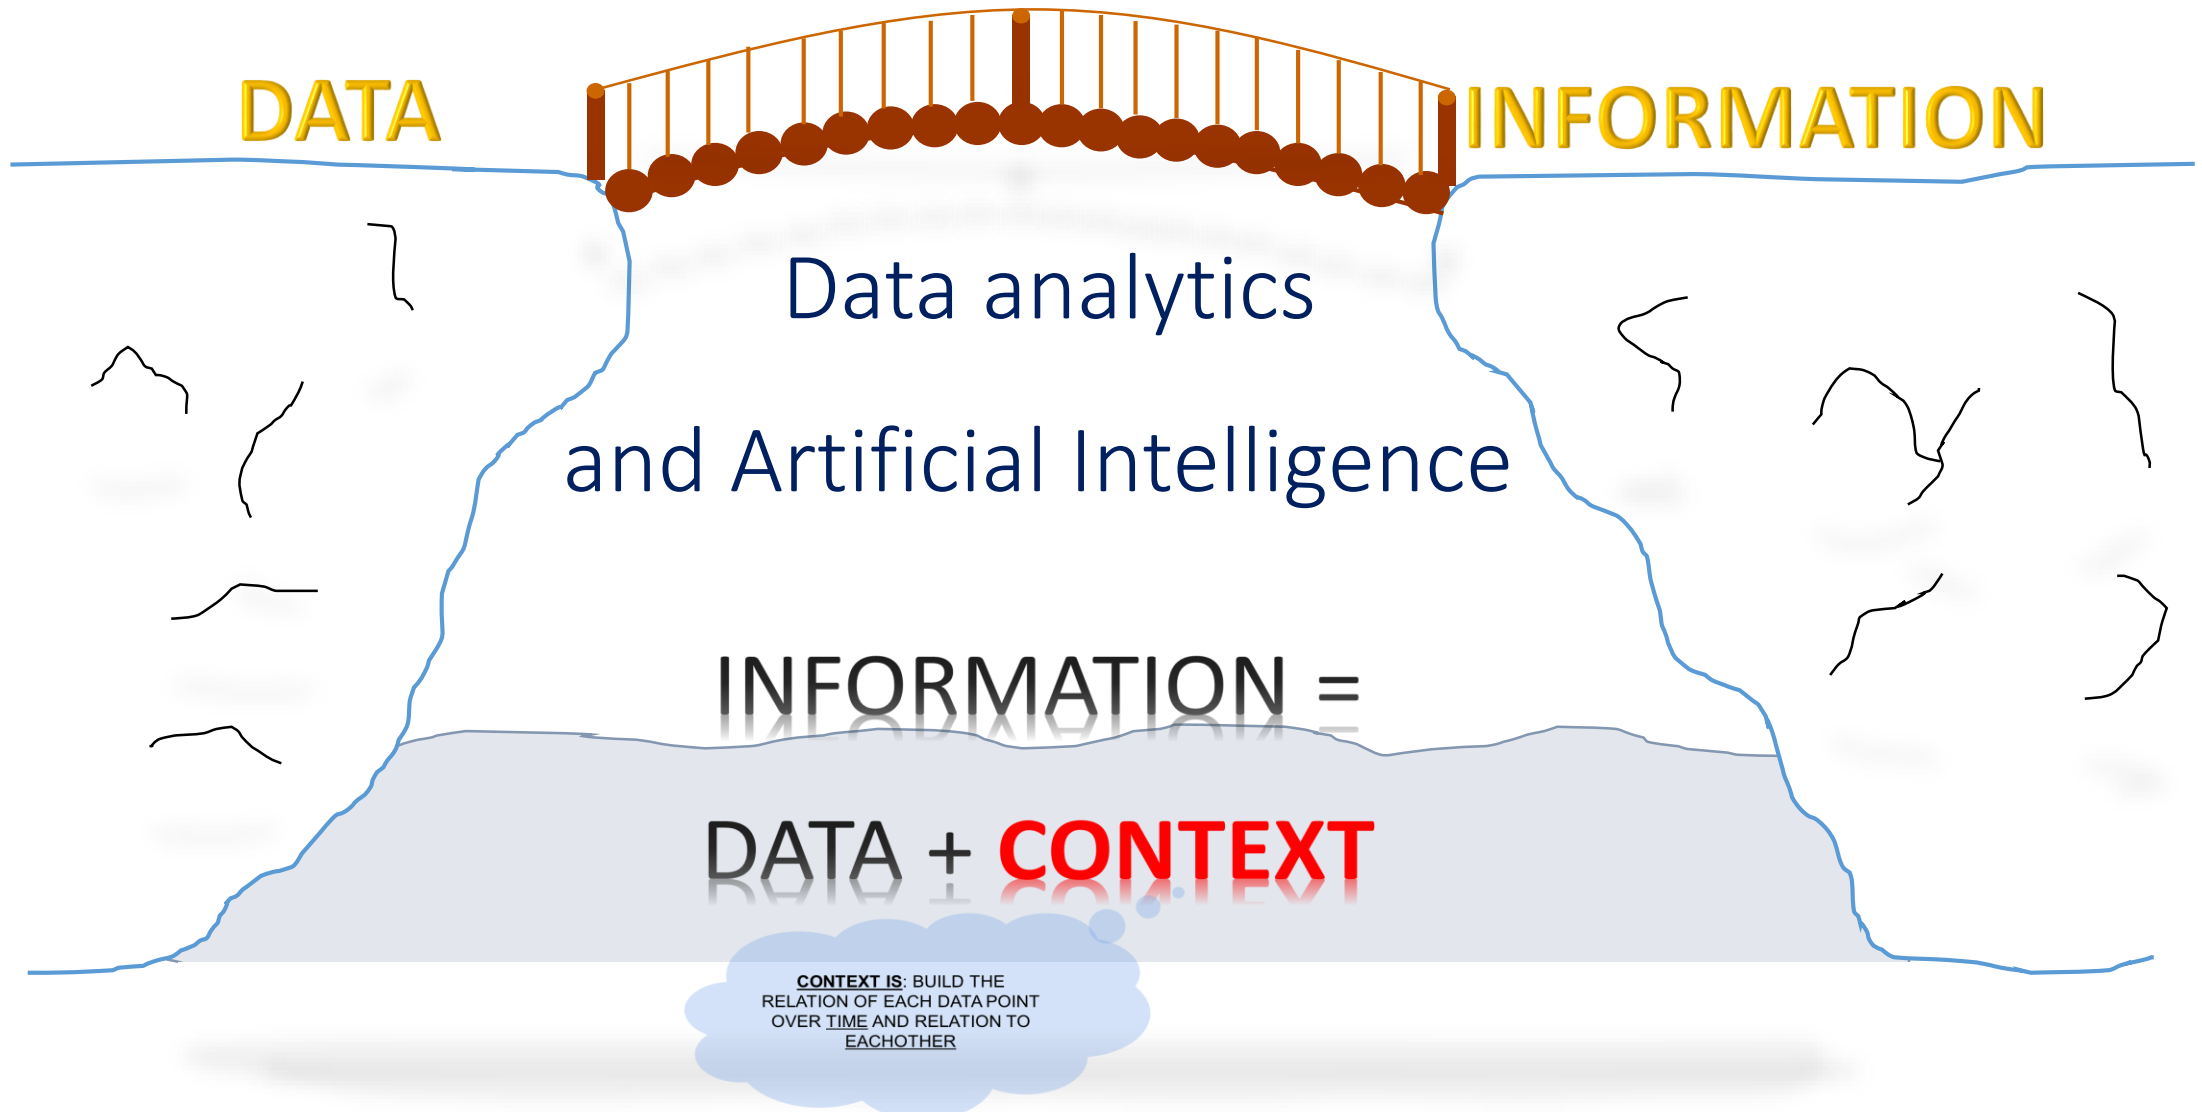 DATA
INFORMATION
Data analytics
and Artificial Intelligence
INFORMATION =
DATA + CONTEXT
CONTEXT IS: BUILD THE
RELATION OF EACH DATA POINT
OVER TIME AND RELATION TO
EACHOTHER